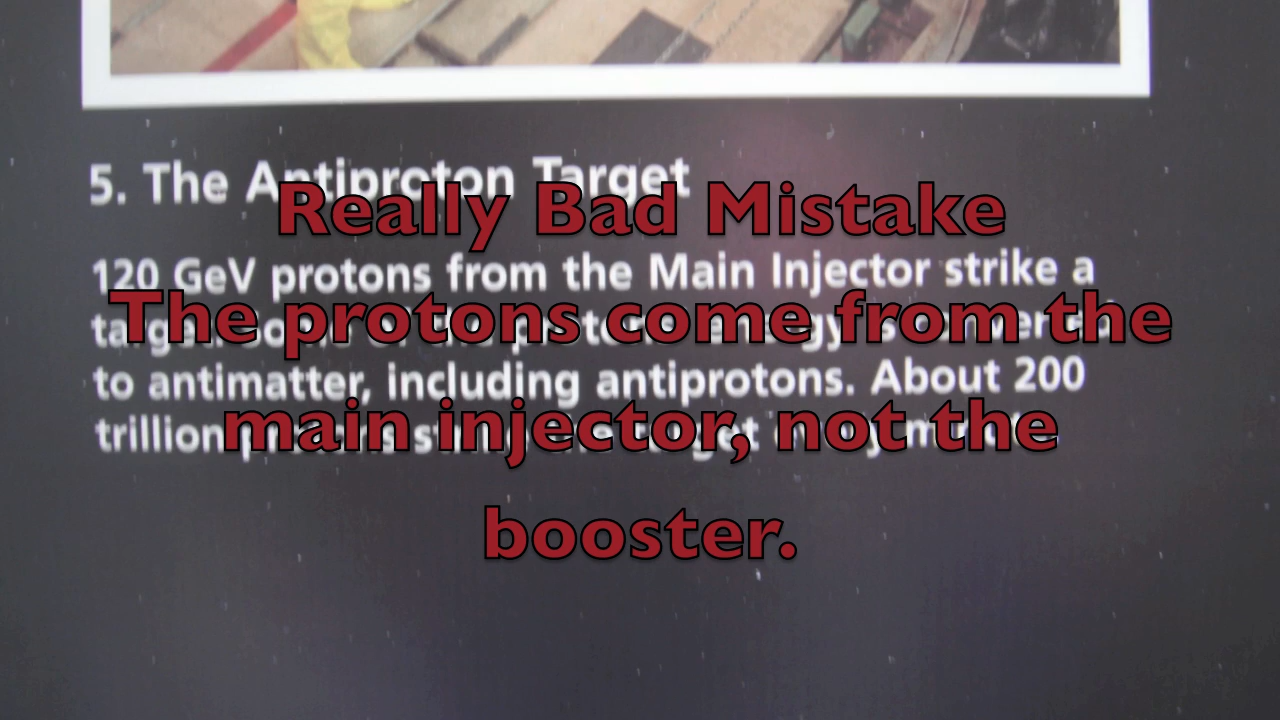 5. The Antiproton Target
Really Bad Mistake
120 GeV protons from the Main Injector strike a
The protons come from the
to antimatter, including antiprotons. About 200
main injector, not the
trillion
booster.